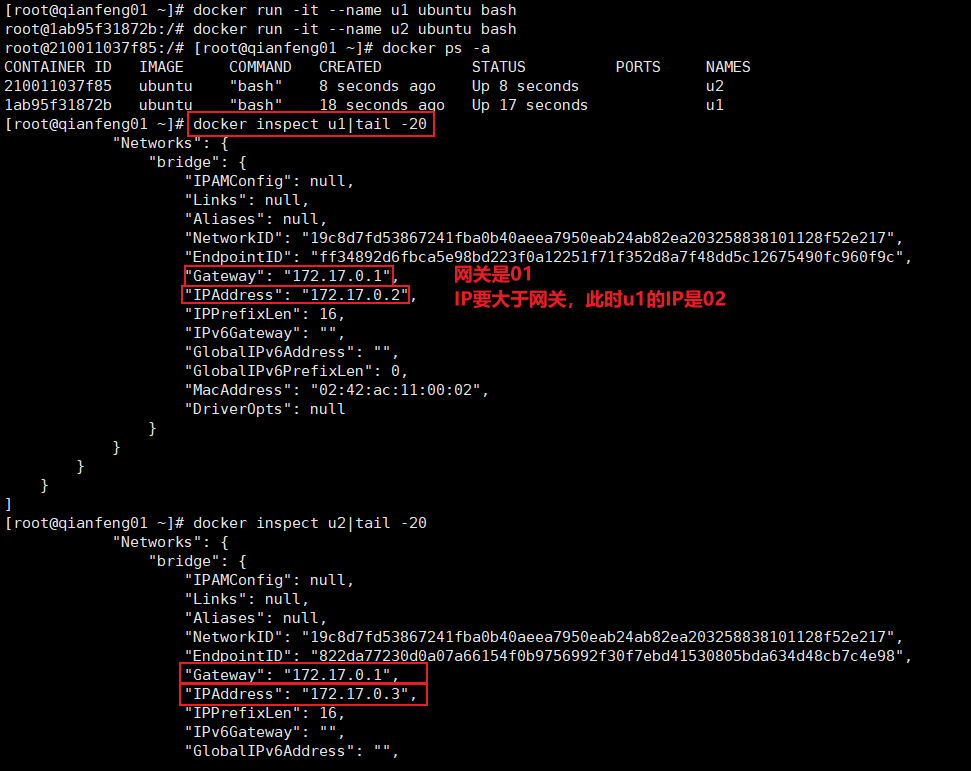 [root@qianfeng01 ~]# docker run -it --name u1 ubuntu bash
root@1ab95f31872b:/# docker run -it --name u2 ubuntu bash
root@210011037f85:/# [root@qianfeng01 ~]# docker ps -a
CONTAINER ID   IMAGE     COMMAND   CREATED          STATUS          PORTS     NAMES
210011037f85   ubuntu    "bash"    8 seconds ago    Up 8 seconds              u2
1ab95f31872b   ubuntu    "bash"    18 seconds ago   Up 17 seconds             u1
[root@qianfeng01 ~]# docker inspect u1|tail -20
            "Networks": {
                "bridge": {
                    "IPAMConfig": null,
                    "Links": null,
                    "Aliases": null,
                    "NetworkID": "19c8d7fd53867241fba0b40aeea7950eab24ab82ea203258838101128f52e217",
                    "EndpointID": "ff34892d6fbca5e98bd223f0a12251f71f352d8a7f48dd5c12675490fc960f9c",
                    "Gateway": "172.17.0.1", 网关是01
                    "IPAddress": "172.17.0.2", IP要大于网关，此时u1的IP是02
                    "IPPrefixLen": 16,
                    "IPv6Gateway": "",
                    "GlobalIPv6Address": "",
                    "GlobalIPv6PrefixLen": 0,
                    "MacAddress": "02:42:ac:11:00:02",
                    "DriverOpts": null
                }
            }
        }
    }
]
[root@qianfeng01 ~]# docker inspect u2|tail -20
            "Networks": {
                "bridge": {
                    "IPAMConfig": null,
                    "Links": null,
                    "Aliases": null,
                    "NetworkID": "19c8d7fd53867241fba0b40aeea7950eab24ab82ea203258838101128f52e217",
                    "EndpointID": "822da77230d0a07a66154f0b9756992f30f7ebd41530805bda634d48cb7c4e98",
                    "Gateway": "172.17.0.1",
                    "IPAddress": "172.17.0.3",
                    "IPPrefixLen": 16,
                    "IPv6Gateway": "",
                    "GlobalIPv6Address": "",